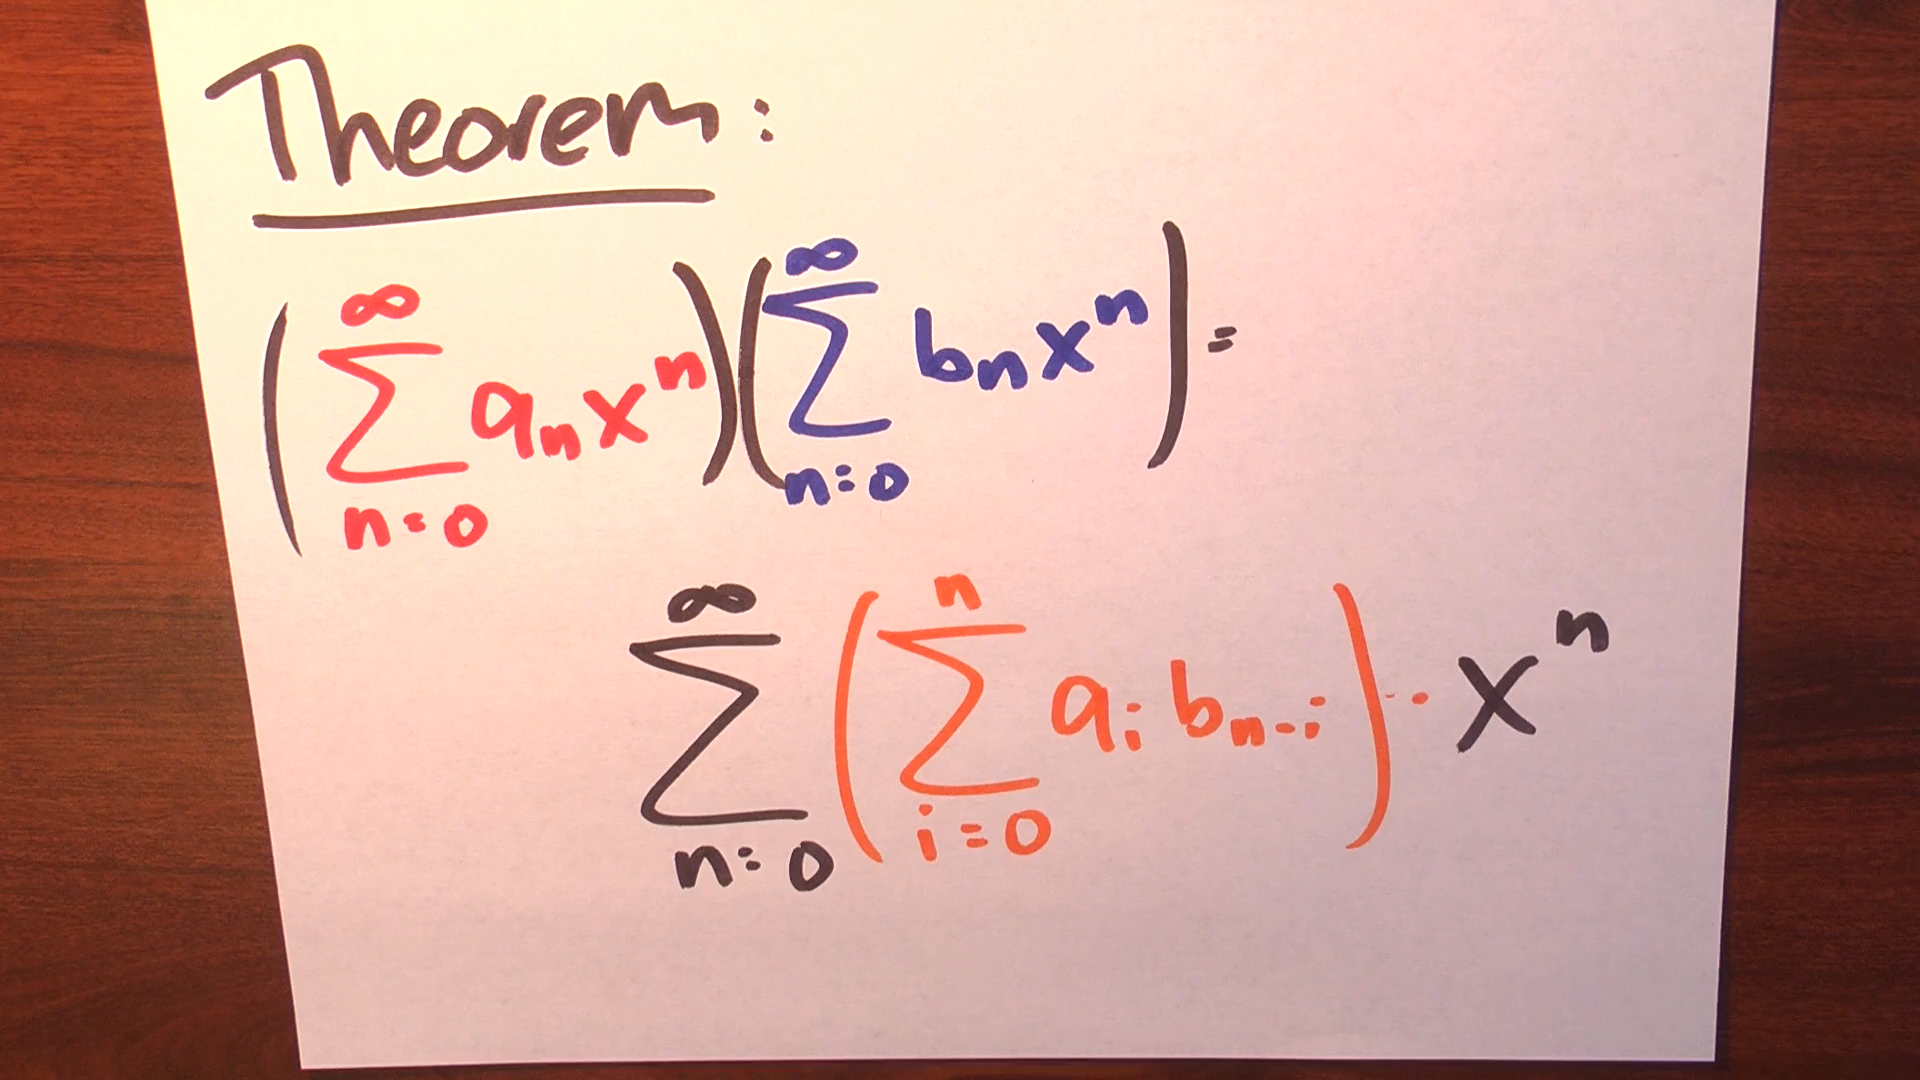 Theorem:
(∑_{n=0}^{∞} a_n x^n)(∑_{n=0}^{∞} b_n x^n) =
∑_{n=0}^{∞} (∑_{i=0}^{n} a_i b_{n-i}) · x^n